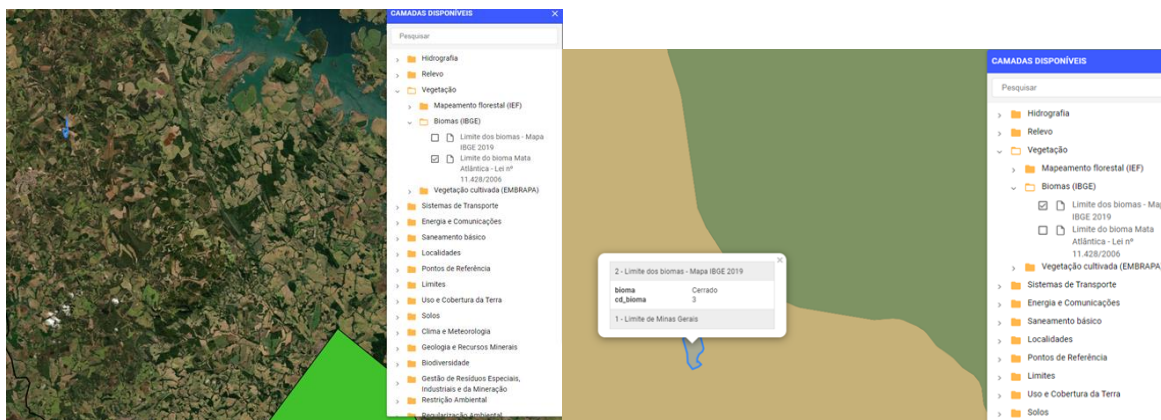 CAMADAS DISPONÍVEIS
Pesquisar
Hidrografia
Relevo
Vegetação
Mapeamento florestal (IEF)
Biomas (IBGE)
Limite dos biomas - Mapa
IBGE 2019
Limite do bioma Mata
Atlântica - Lei nº
11.428/2006
Vegetação cultivada (EMBRAPA)
Sistemas de Transporte
Energia e Comunicações
Saneamento básico
Localidades
Pontos de Referência
Limites
Uso e Cobertura da Terra
Solos
Clima e Meteorologia
Geologia e Recursos Minerais
Biodiversidade
Gestão de Resíduos Especiais,
Industriais e da Mineração
Restrição Ambiental
Regularização Ambiental
2 - Limite dos biomas - Mapa IBGE 2019
bioma Cerrado
cd_bioma 3
1 - Limite de Minas Gerais
CAMADAS DISPONÍVEIS
Pesquisar
Hidrografia
Relevo
Vegetação
Mapeamento florestal (IEF)
Biomas (IBGE)
Limite dos biomas - Map
IBGE 2019
Limite do bioma Mata
Atlântica - Lei nº
11.428/2006
Vegetação cultivada (EMBRAPA)
Sistemas de Transporte
Energia e Comunicações
Saneamento básico
Localidades
Pontos de Referência
Limites
Uso e Cobertura da Terra
Solos